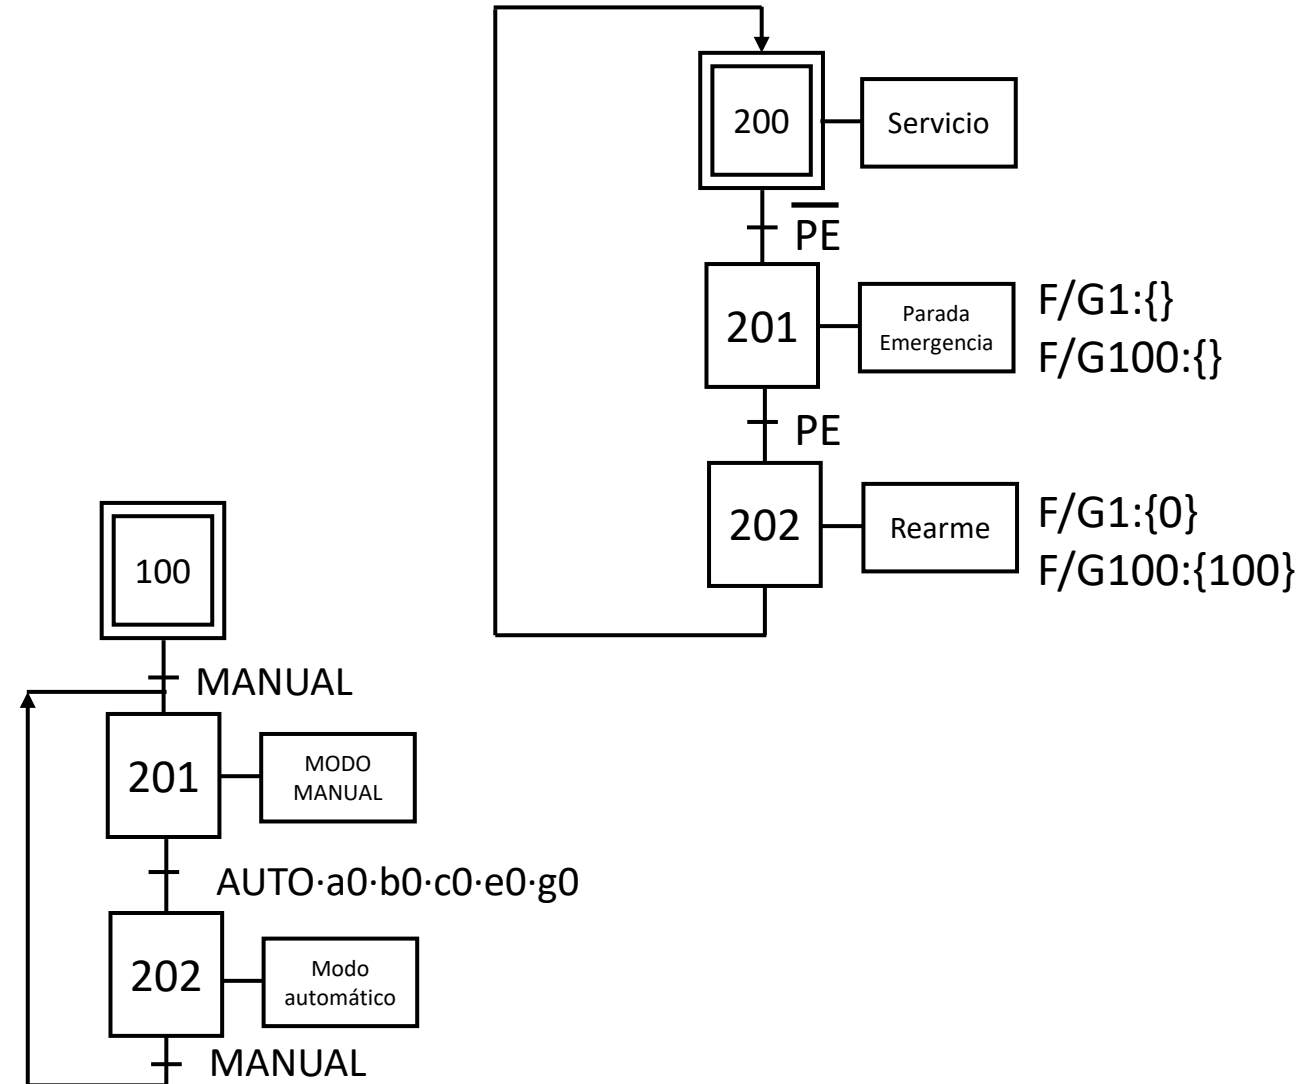 200
Servicio
PE
201
Parada
Emergencia
F/G1:{}
F/G100:{}
PE
202
Rearme
F/G1:{0}
F/G100:{100}
100
MANUAL
201
MODO
MANUAL
AUTO·a0·b0·c0·e0·g0
202
Modo
automático
MANUAL